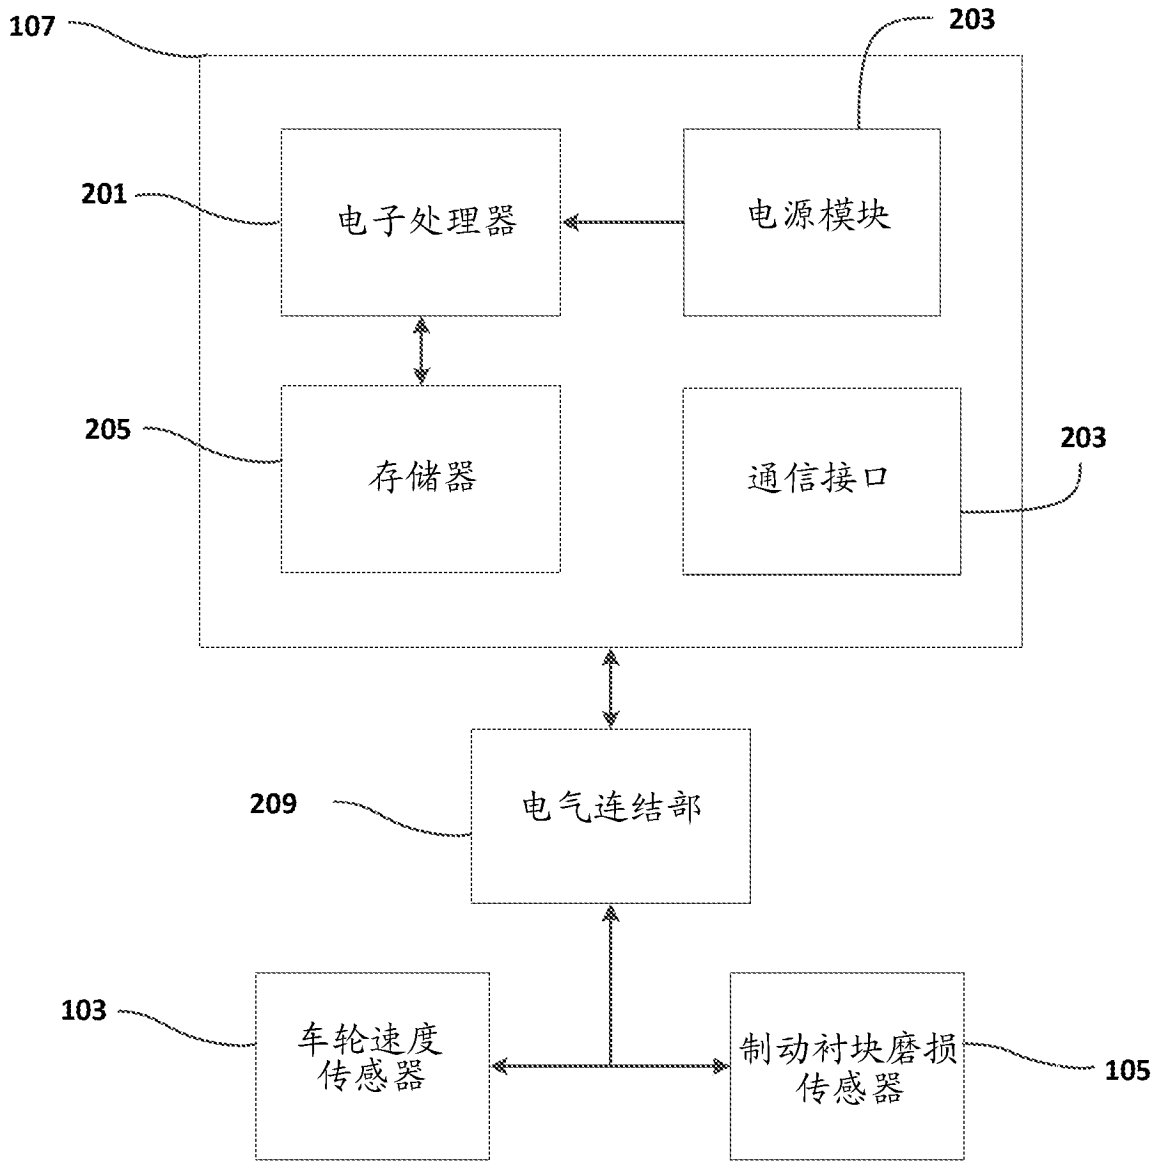 107
203
201
电子处理器
电源模块
205
存储器
通信接口
203
209
电气连结部
103
车轮速度
传感器
制动衬块磨损
传感器
105